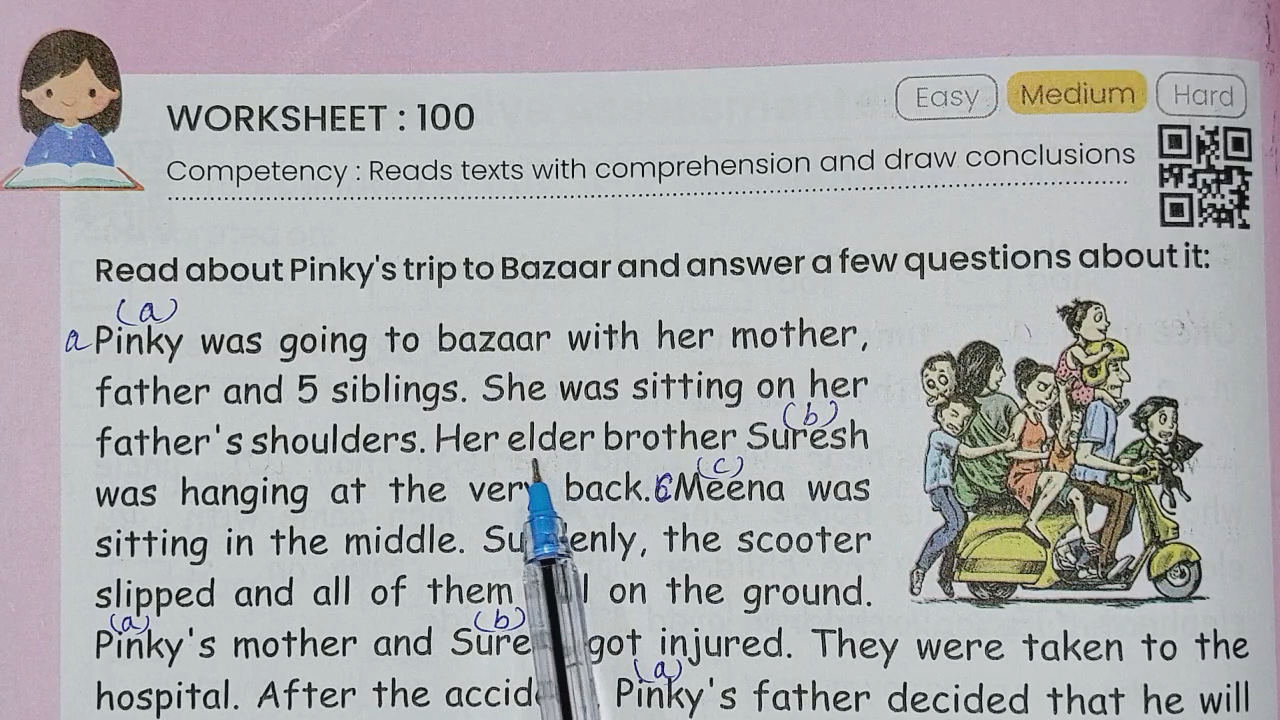 Easy Medium Hard
WORKSHEET : 100
Competency : Reads texts with comprehension and draw conclusions
Read about Pinky's trip to Bazaar and answer a few questions about it:
(a)
a Pinky was going to bazaar with her mother,
father and 5 siblings. She was sitting on her
(b)
father's shoulders. Her elder brother Suresh
(c)
was hanging at the very back. Meena was
sitting in the middle. the scooter
slipped and all of them on the ground.
(a) (b)
Pinky's mother and got injured. They were taken to the
(a)
hospital. After the Pinky's father decided that he will